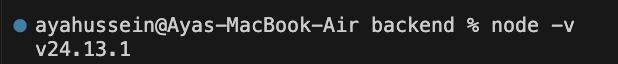 ayahussein@Ayas-MacBook-Air backend % node -v
v24.13.1